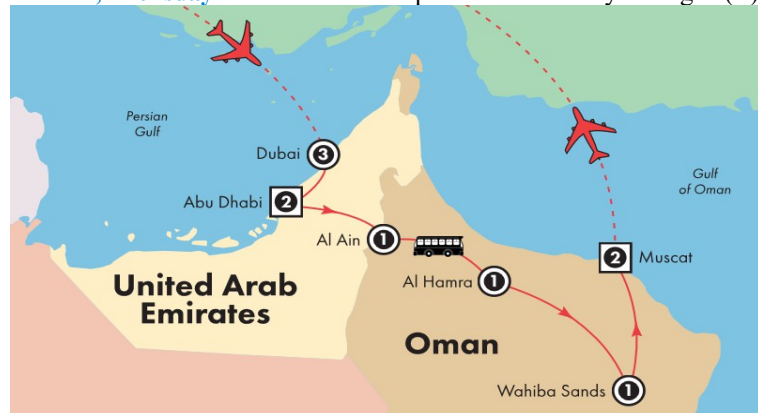 Persian
Gulf
Dubai 3
Abu Dhabi 2
Gulf
of Oman
Al Ain 1
2 Muscat
Al Hamra 1
United Arab
Emirates
Oman
Wahiba Sands 1